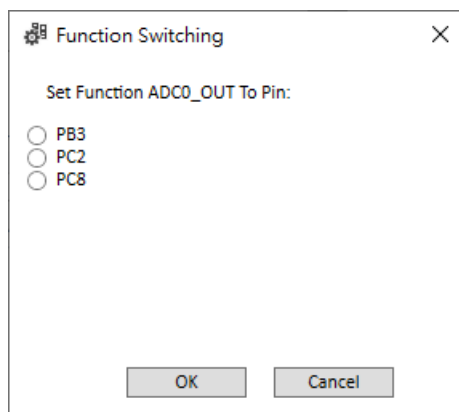 Function Switching
Set Function ADC0_OUT To Pin:
PB3
PC2
PC8
OK Cancel